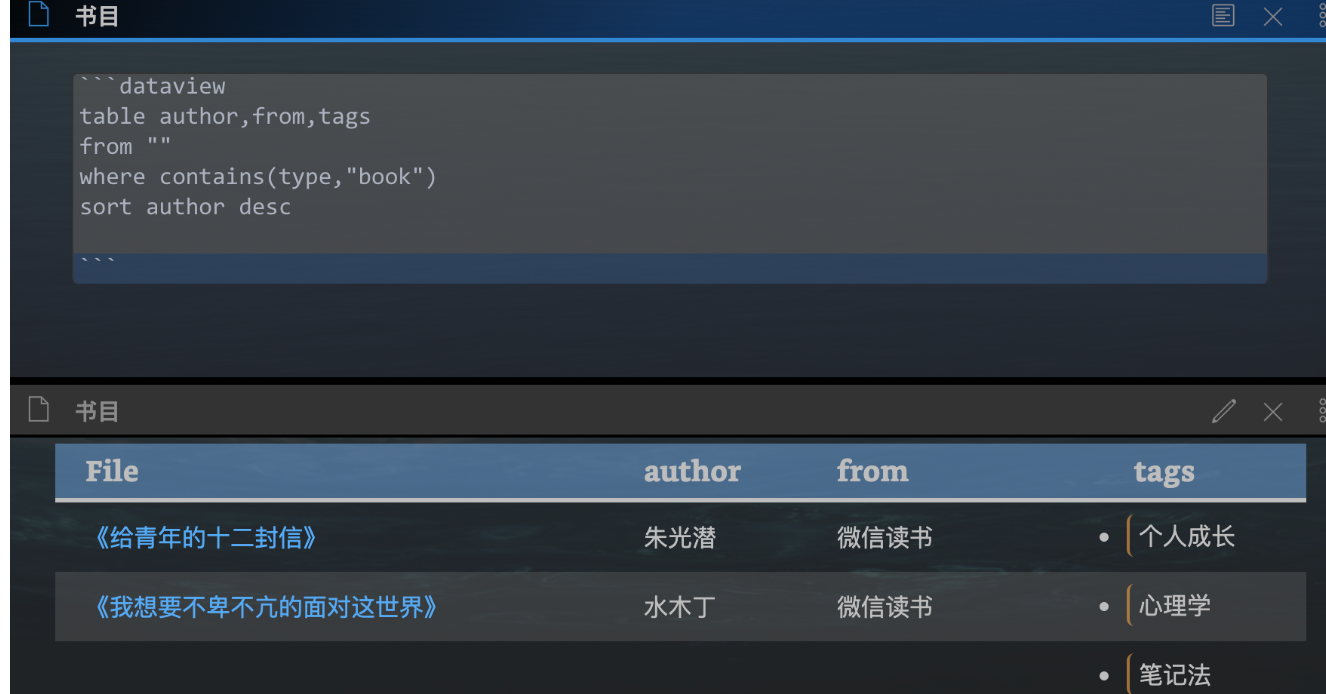 书目
```dataview
table author,from,tags
from ""
where contains(type,"book")
sort author desc
```
书目
File author from tags
《给青年的十二封信》 朱光潜 微信读书 • 个人成长
《我想要不卑不亢的面对这世界》 水木丁 微信读书 • 心理学
• 笔记法